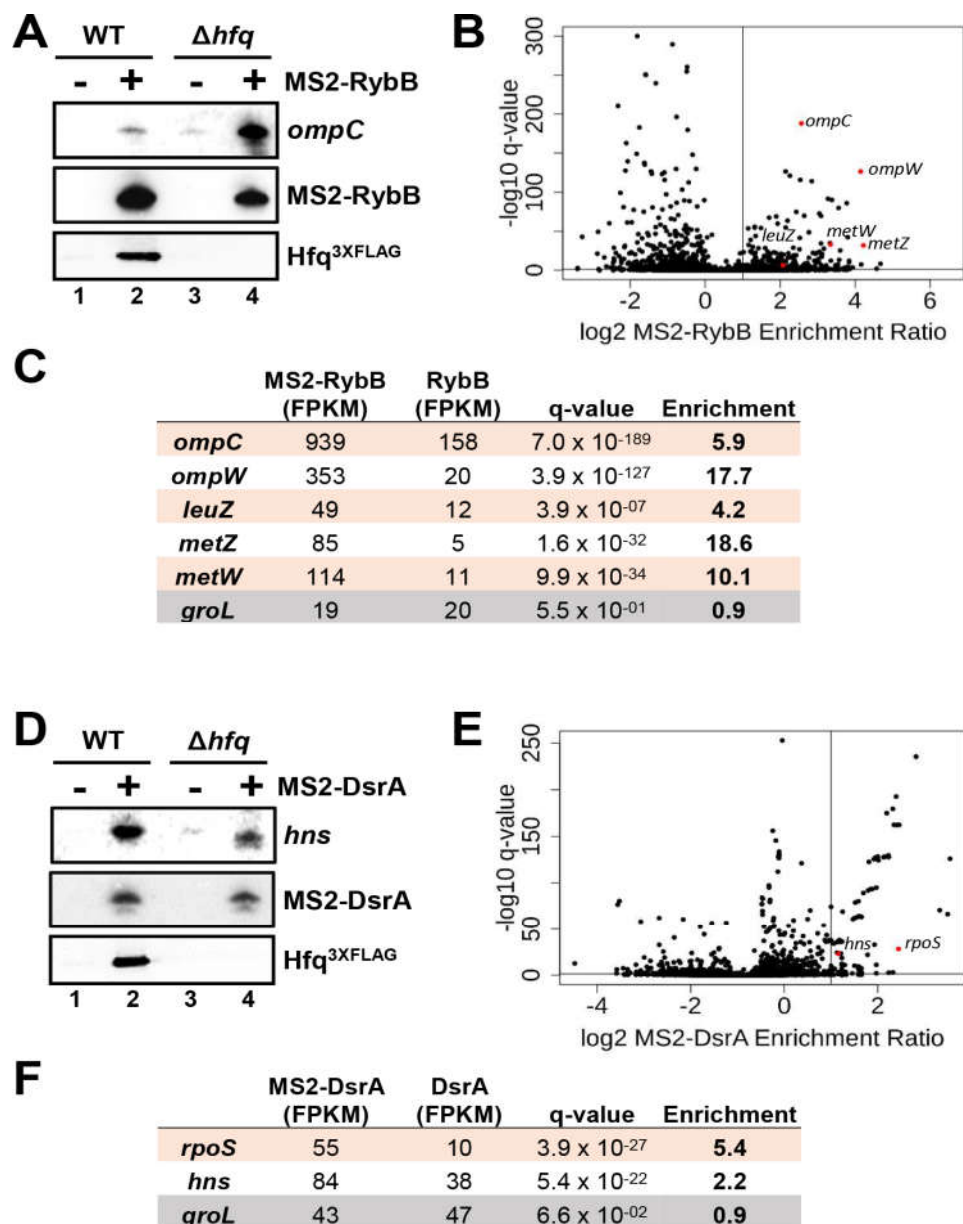 A
WT Δhfq
- + - + MS2-RybB
ompC
MS2-RybB
Hfq3XFLAG
1 2 3 4
B
-log10 q-value
0 100 200 300
ompC
ompW
leuZ
metW
metZ
-2 0 2 4 6
log2 MS2-RybB Enrichment Ratio
C
MS2-RybB (FPKM) RybB (FPKM) q-value Enrichment
ompC 939 158 7.0 x 10-189 5.9
ompW 353 20 3.9 x 10-127 17.7
leuZ 49 12 3.9 x 10-07 4.2
metZ 85 5 1.6 x 10-32 18.6
metW 114 11 9.9 x 10-34 10.1
groL 19 20 5.5 x 10-01 0.9
D
WT Δhfq
- + - + MS2-DsrA
hns
MS2-DsrA
Hfq3XFLAG
1 2 3 4
E
-log10 q-value
0 50 150 250
hns
rpoS
-4 -2 0 2
log2 MS2-DsrA Enrichment Ratio
F
MS2-DsrA (FPKM) DsrA (FPKM) q-value Enrichment
rpoS 55 10 3.9 x 10-27 5.4
hns 84 38 5.4 x 10-22 2.2
groL 43 47 6.6 x 10-02 0.9